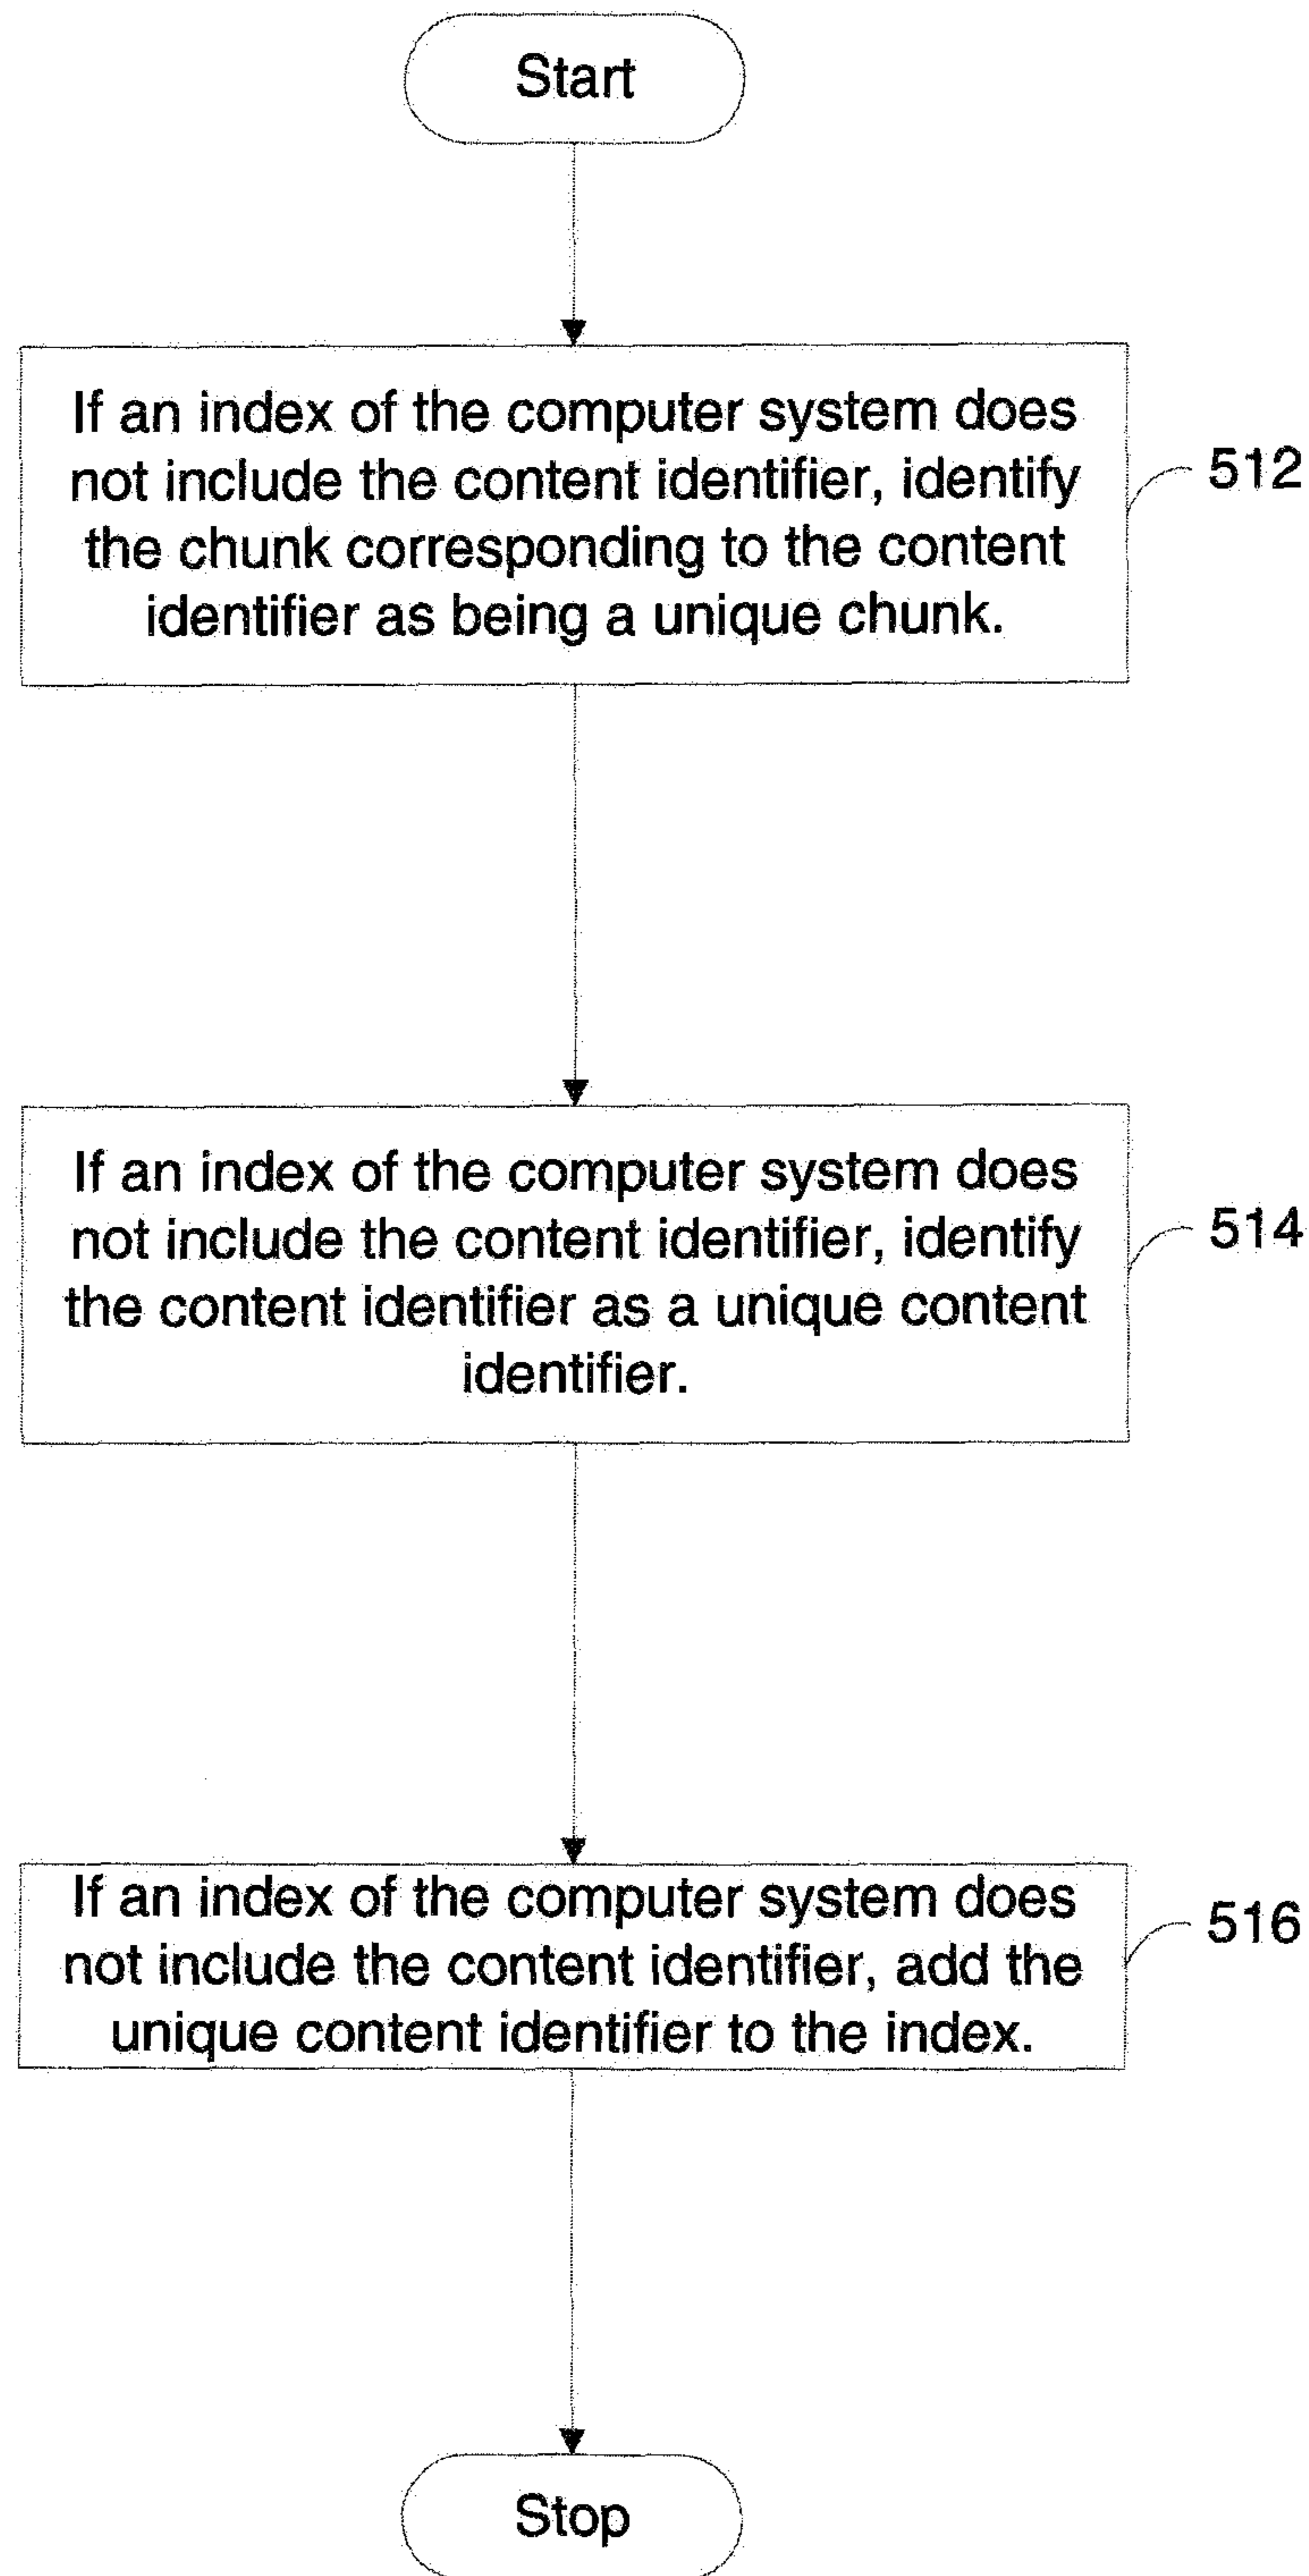 Start
If an index of the computer system does
not include the content identifier, identify
the chunk corresponding to the content
identifier as being a unique chunk.
512
If an index of the computer system does
not include the content identifier, identify
the content identifier as a unique content
identifier.
514
If an index of the computer system does
not include the content identifier, add the
unique content identifier to the index.
516
Stop